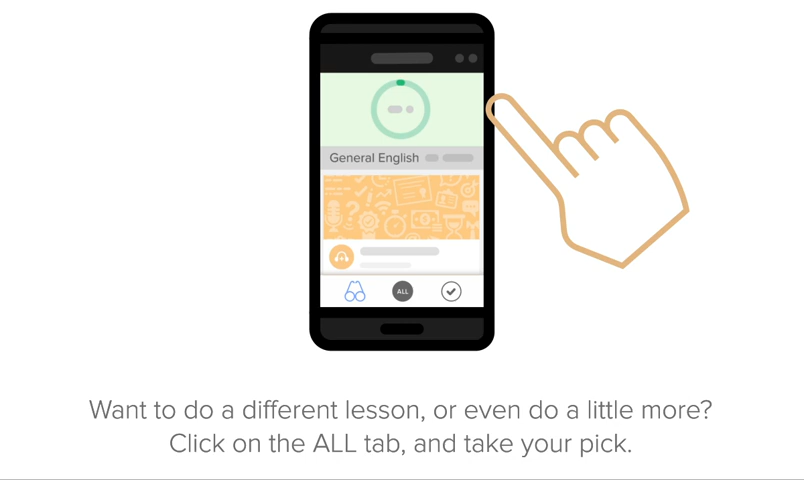 General English
ALL
Want to do a different lesson, or even do a little more?
Click on the ALL tab, and take your pick.